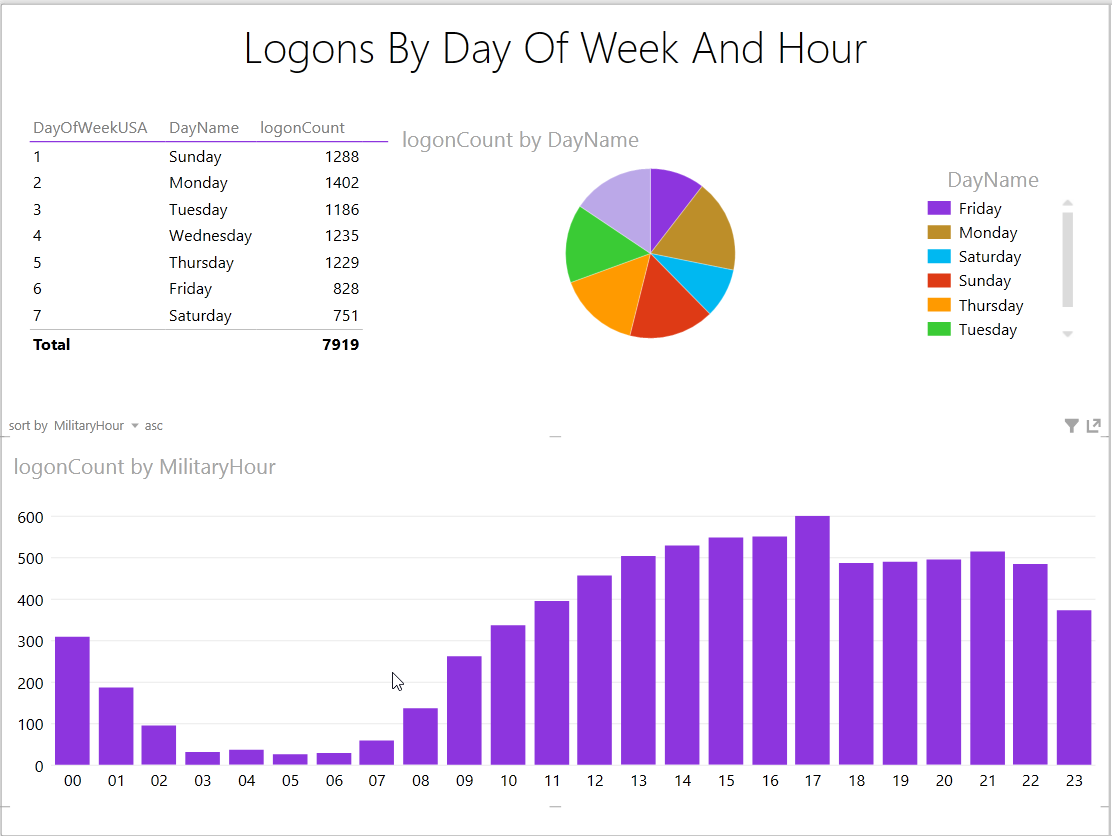 Logons By Day Of Week And Hour
DayOfWeekUSA DayName logonCount
1 Sunday 1288
2 Monday 1402
3 Tuesday 1186
4 Wednesday 1235
5 Thursday 1229
6 Friday 828
7 Saturday 751
Total 7919
logonCount by DayName
DayName
Friday
Monday
Saturday
Sunday
Thursday
Tuesday
sort by MilitaryHour asc
logonCount by MilitaryHour
600
500
400
300
200
100
0
00 01 02 03 04 05 06 07 08 09 10 11 12 13 14 15 16 17 18 19 20 21 22 23